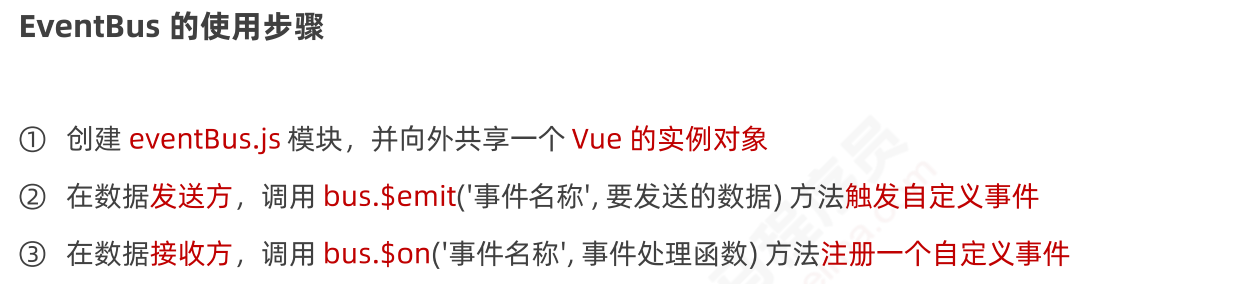 EventBus 的使用步骤
① 创建 eventBus.js 模块，并向外共享一个 Vue 的实例对象
② 在数据发送方，调用 bus.$emit('事件名称', 要发送的数据) 方法触发自定义事件
③ 在数据接收方，调用 bus.$on('事件名称', 事件处理函数) 方法注册一个自定义事件